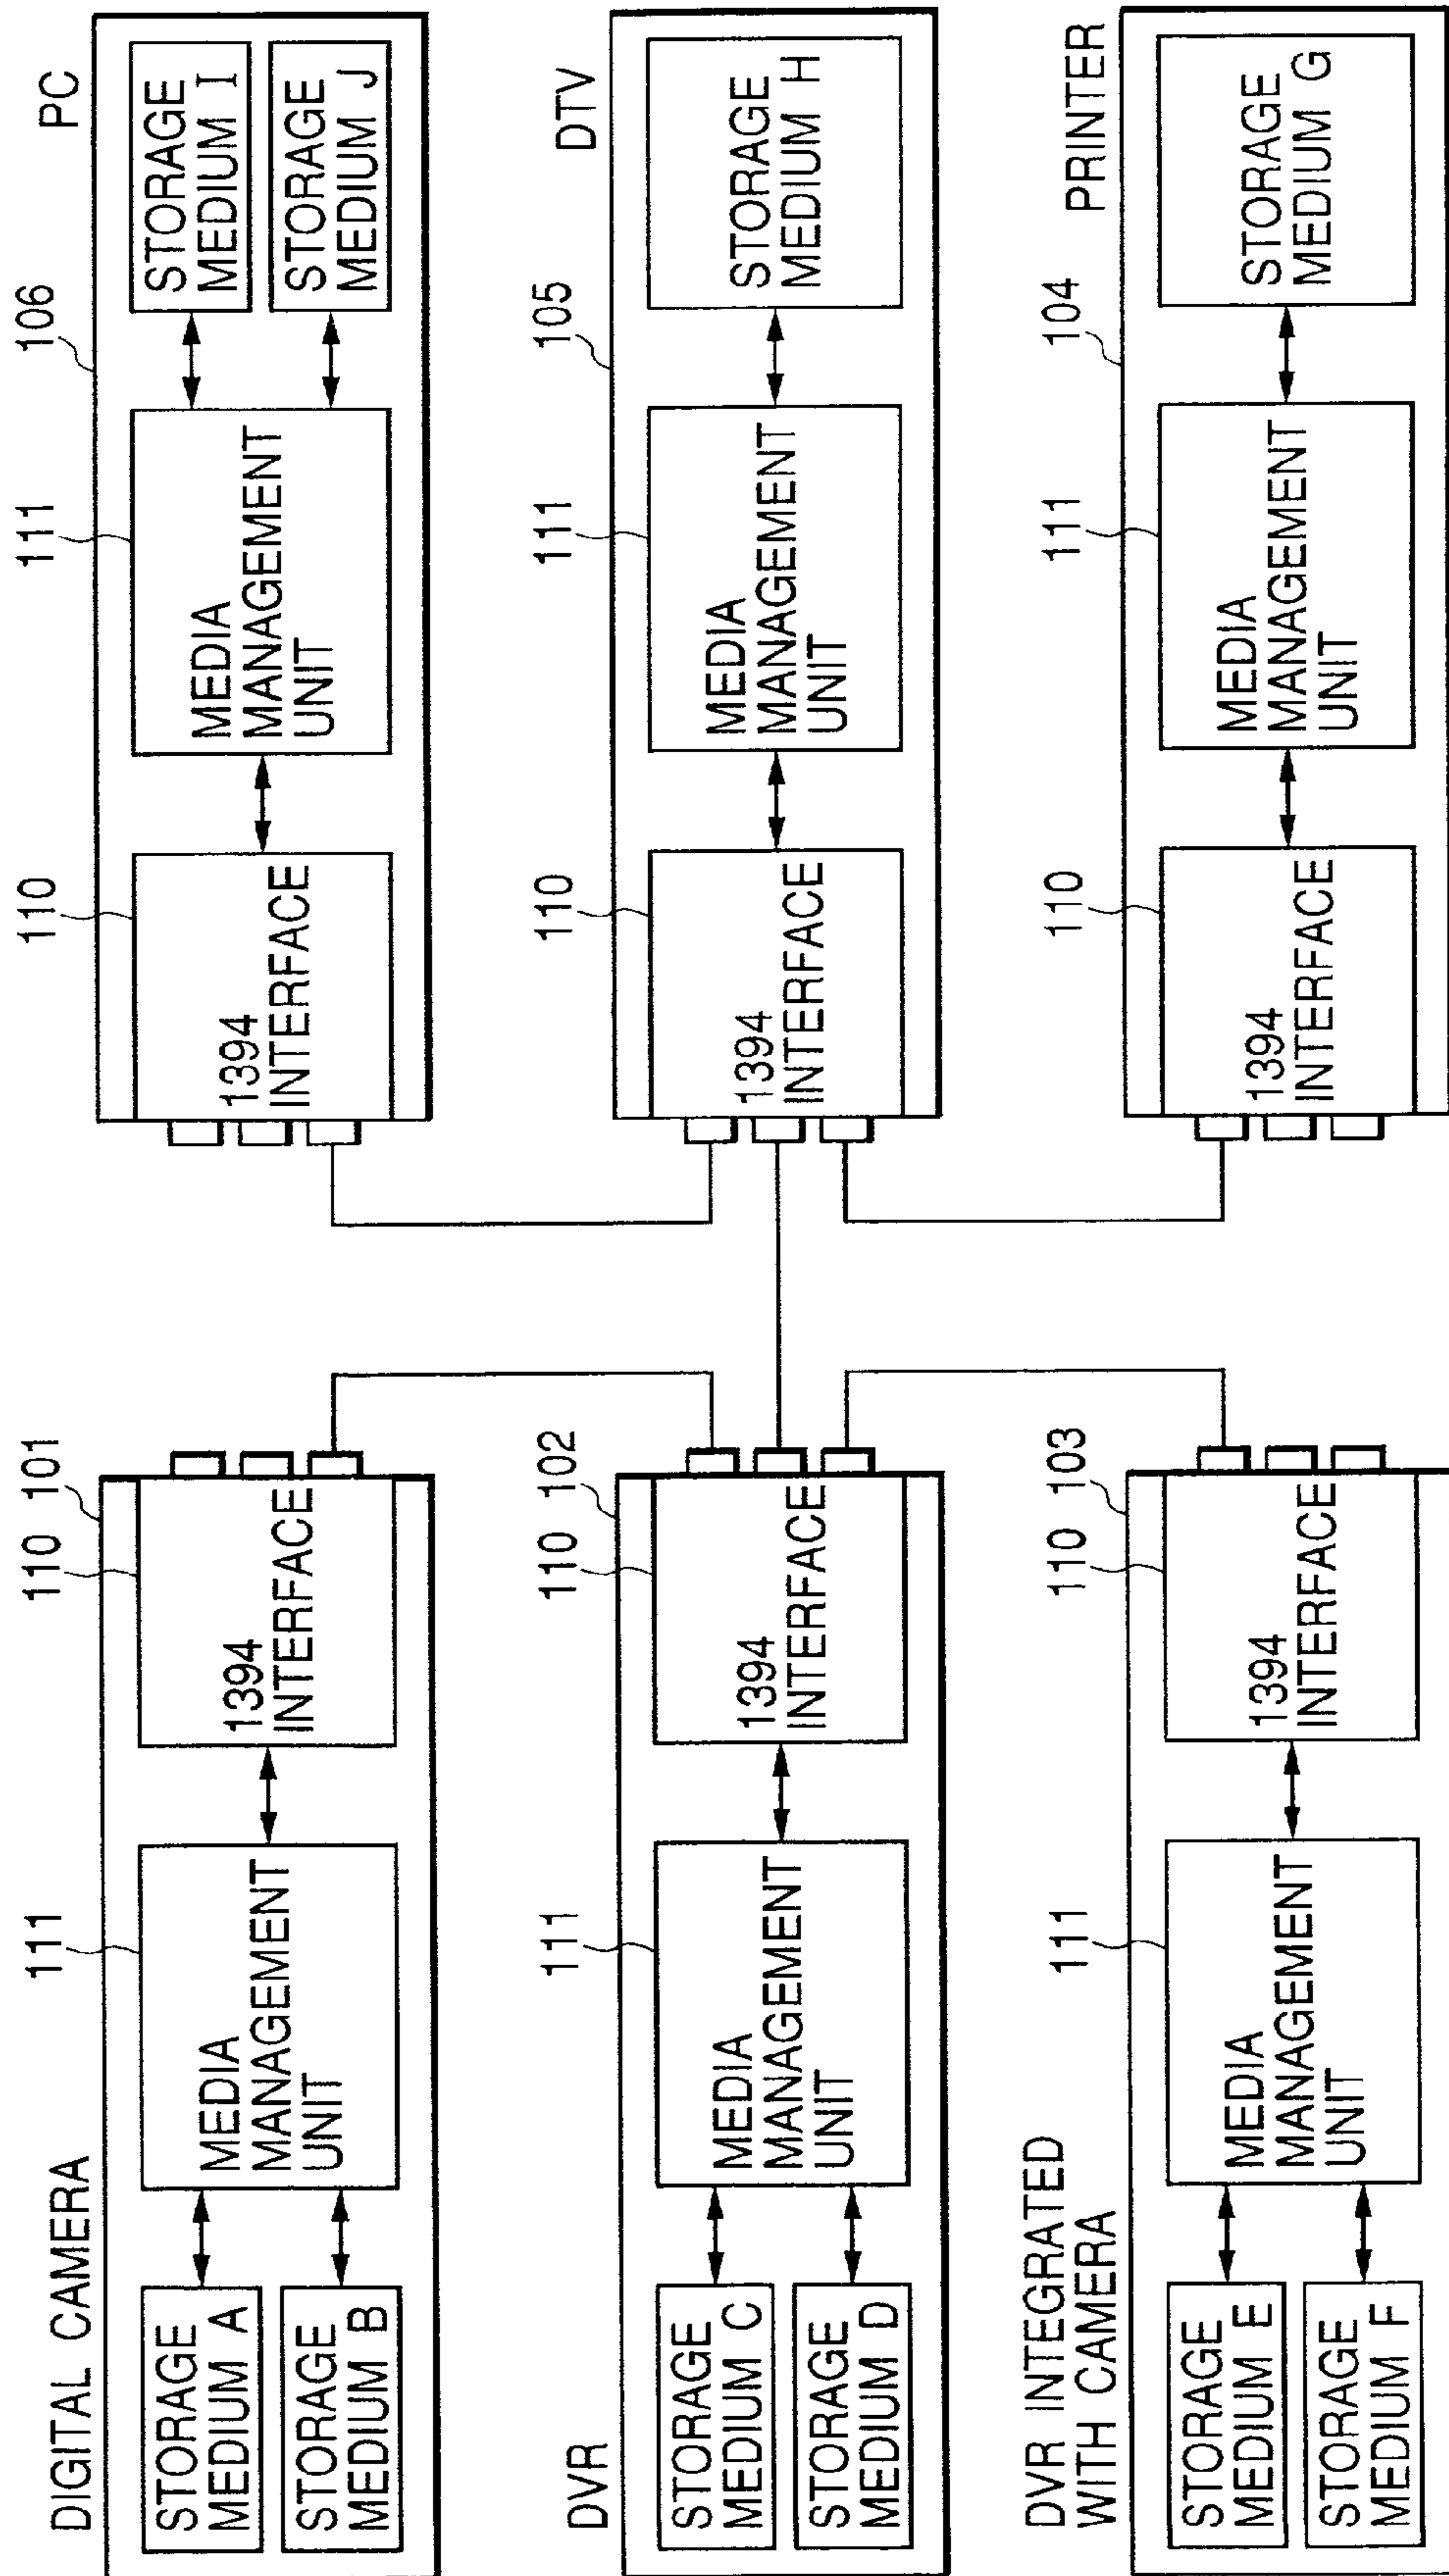 DIGITAL CAMERA
111
110
101
STORAGE
MEDIUM A
STORAGE
MEDIUM B
MEDIA
MANAGEMENT
UNIT
1394
INTERFACE
110
111
106
PC
1394
INTERFACE
MEDIA
MANAGEMENT
UNIT
STORAGE
MEDIUM I
STORAGE
MEDIUM J
DVR
111
110
102
STORAGE
MEDIUM C
STORAGE
MEDIUM D
MEDIA
MANAGEMENT
UNIT
1394
INTERFACE
110
111
105
DTV
1394
INTERFACE
MEDIA
MANAGEMENT
UNIT
STORAGE
MEDIUM H
DVR INTEGRATED
WITH CAMERA
111
110
103
STORAGE
MEDIUM E
STORAGE
MEDIUM F
MEDIA
MANAGEMENT
UNIT
1394
INTERFACE
110
111
104
PRINTER
1394
INTERFACE
MEDIA
MANAGEMENT
UNIT
STORAGE
MEDIUM G